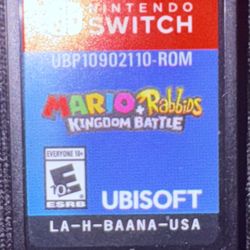 NINTENDO
SWITCH
UBP10902110-ROM
MARIO + Rabbids
KINGDOM BATTLE
EVERYONE 10+
E
10+
ESRB
UBISOFT
LA-H-BAANA-USA